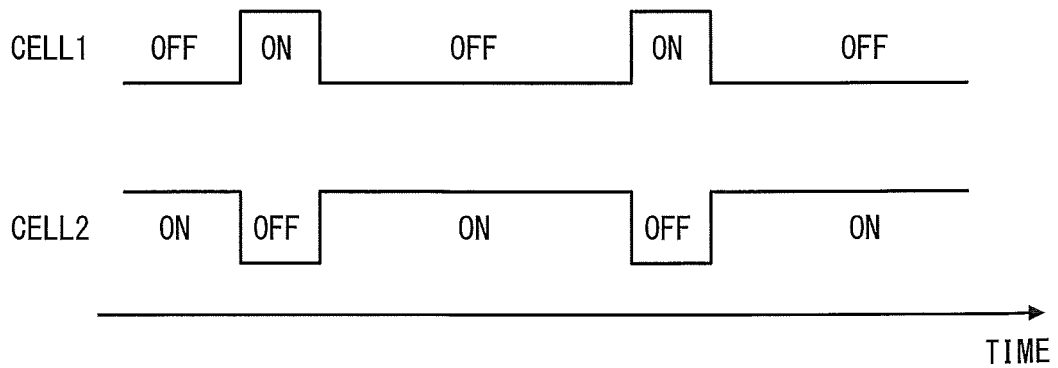 CELL1 OFF ON OFF ON OFF
CELL2 ON OFF ON OFF ON
TIME